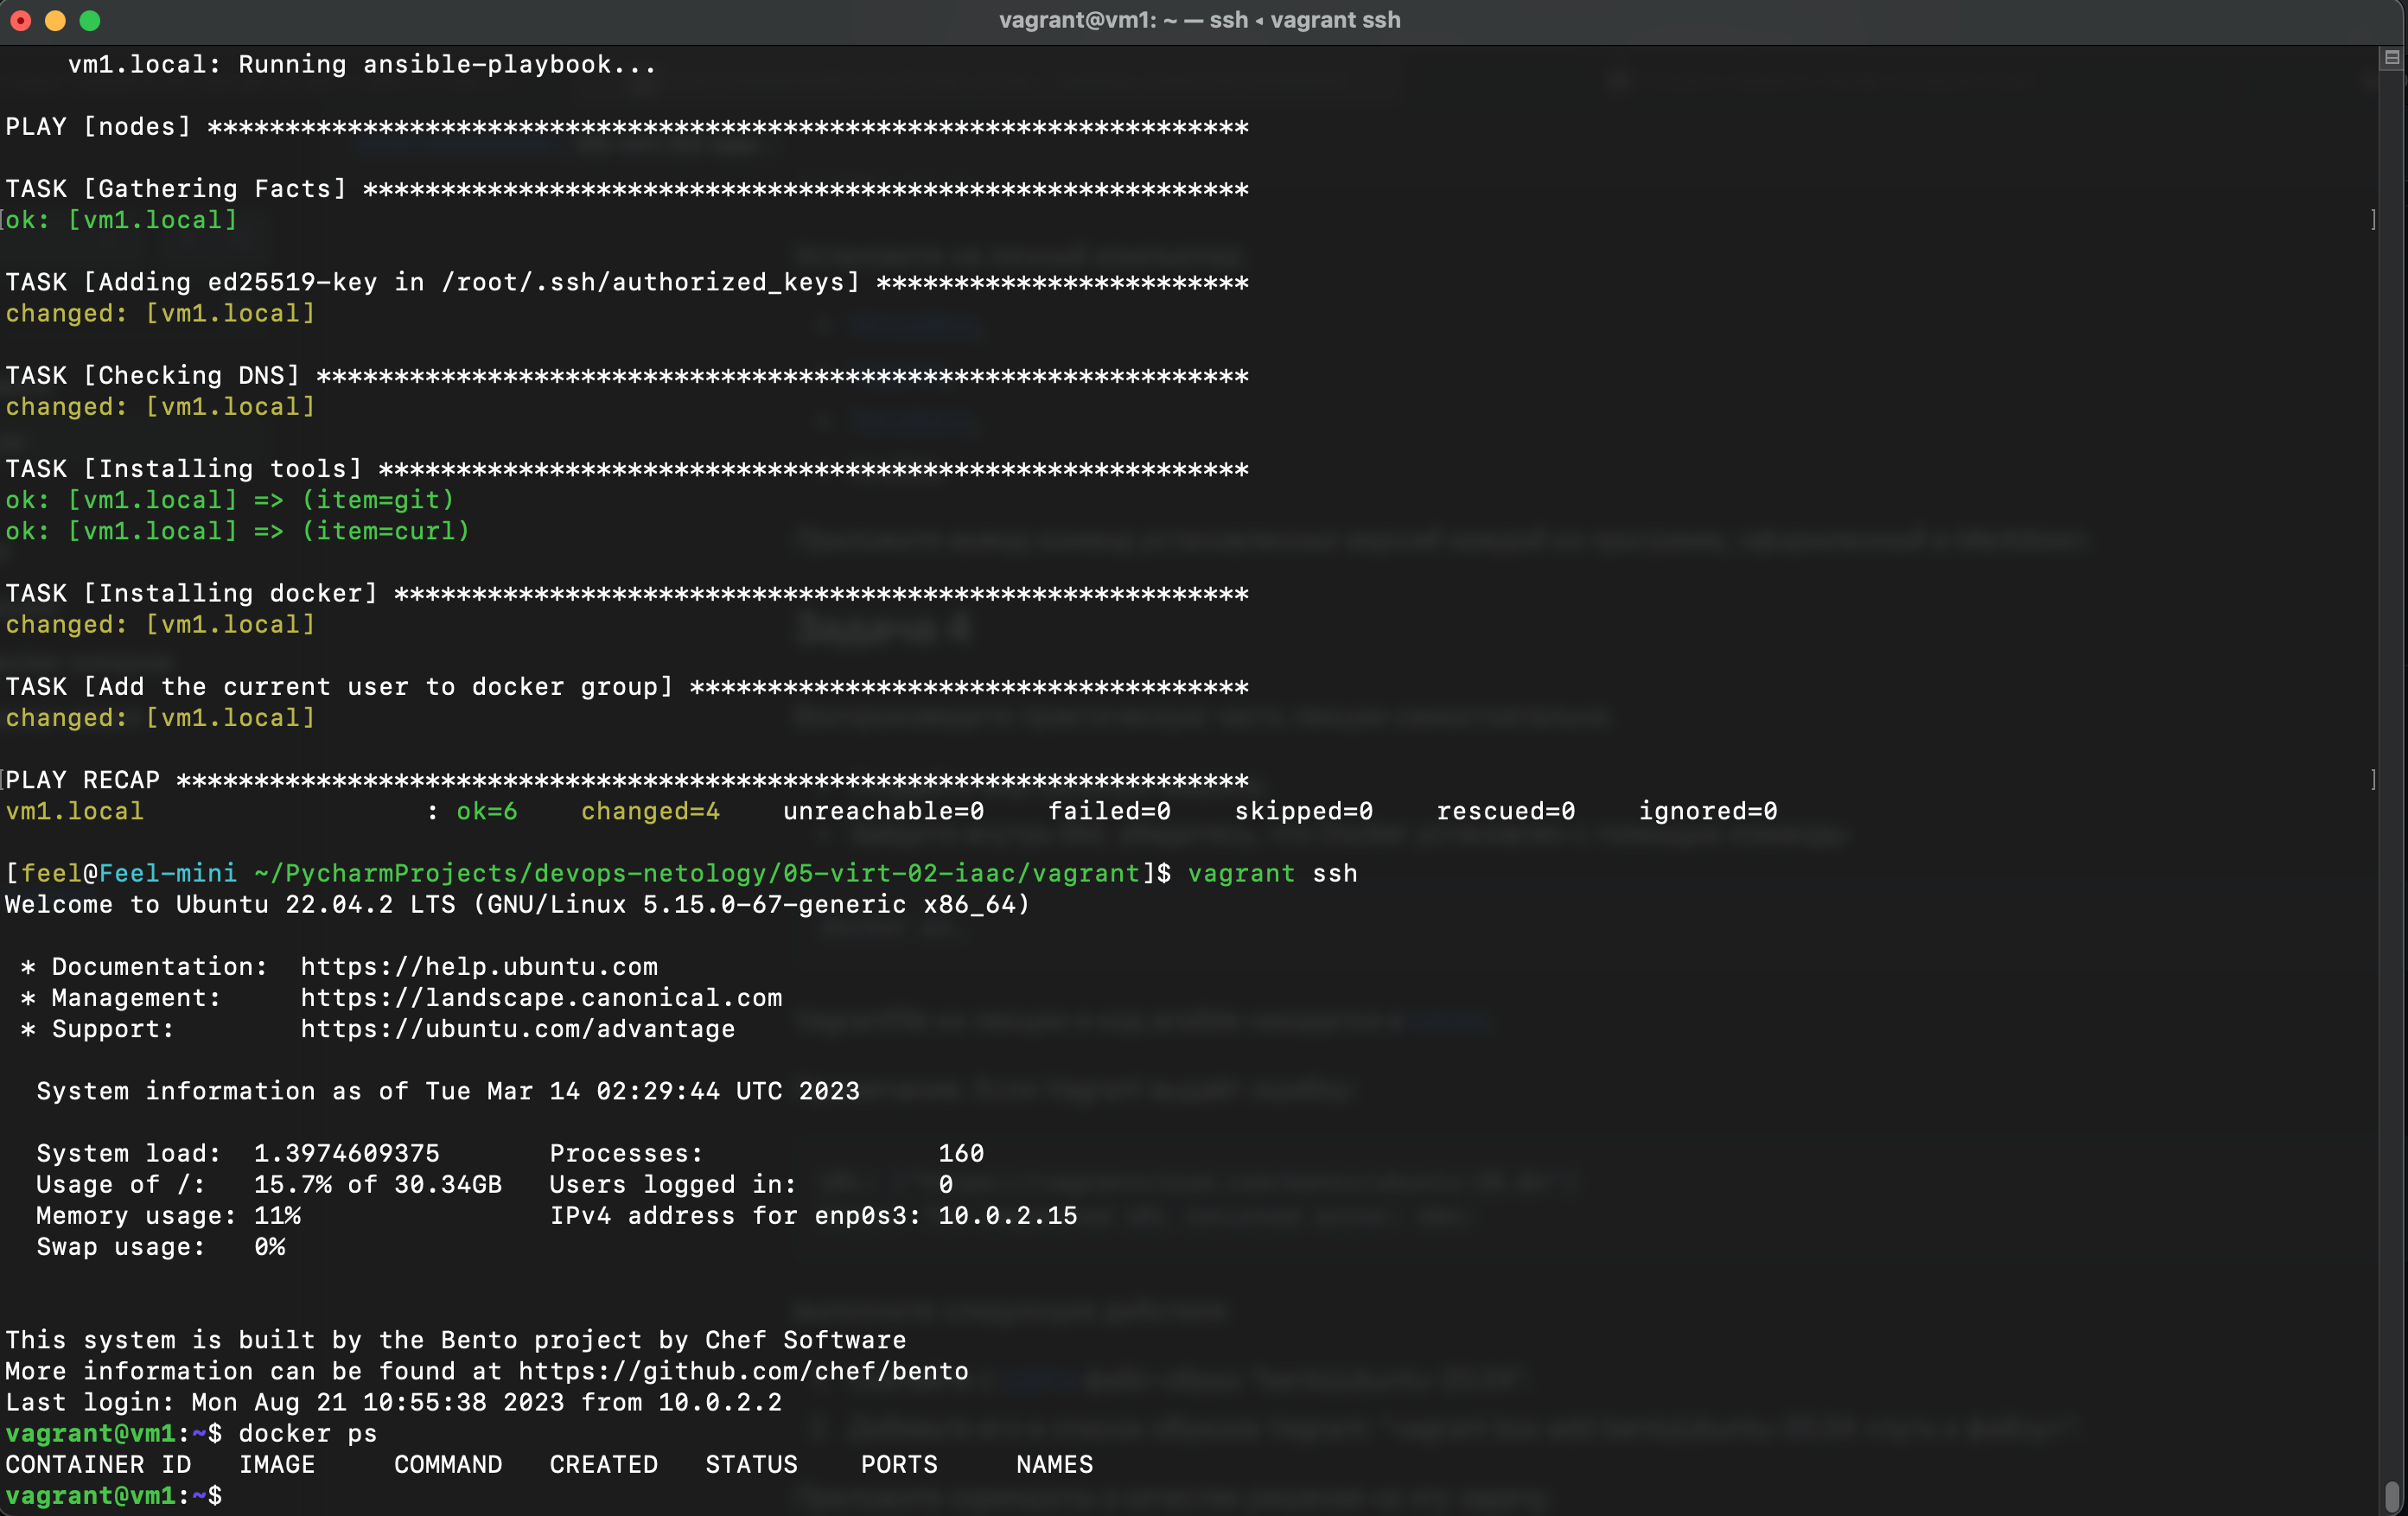 vagrant@vm1: ~ — ssh ◂ vagrant ssh
vm1.local: Running ansible-playbook...
PLAY [nodes] *******************************************************************
TASK [Gathering Facts] *********************************************************
ok: [vm1.local]
TASK [Adding ed25519-key in /root/.ssh/authorized_keys] ************************
changed: [vm1.local]
TASK [Checking DNS] ************************************************************
changed: [vm1.local]
TASK [Installing tools] ********************************************************
ok: [vm1.local] => (item=git)
ok: [vm1.local] => (item=curl)
TASK [Installing docker] *******************************************************
changed: [vm1.local]
TASK [Add the current user to docker group] ************************************
changed: [vm1.local]
PLAY RECAP *********************************************************************
vm1.local                  : ok=6    changed=4    unreachable=0    failed=0    skipped=0    rescued=0    ignored=0
[feel@Feel-mini ~/PycharmProjects/devops-netology/05-virt-02-iaac/vagrant]$ vagrant ssh
Welcome to Ubuntu 22.04.2 LTS (GNU/Linux 5.15.0-67-generic x86_64)
* Documentation:  https://help.ubuntu.com
* Management:     https://landscape.canonical.com
* Support:        https://ubuntu.com/advantage
System information as of Tue Mar 14 02:29:44 UTC 2023
System load:  1.3974609375       Processes:               160
Usage of /:   15.7% of 30.34GB   Users logged in:         0
Memory usage: 11%                IPv4 address for enp0s3: 10.0.2.15
Swap usage:   0%
This system is built by the Bento project by Chef Software
More information can be found at https://github.com/chef/bento
Last login: Mon Aug 21 10:55:38 2023 from 10.0.2.2
vagrant@vm1:~$ docker ps
CONTAINER ID   IMAGE     COMMAND   CREATED   STATUS    PORTS     NAMES
vagrant@vm1:~$